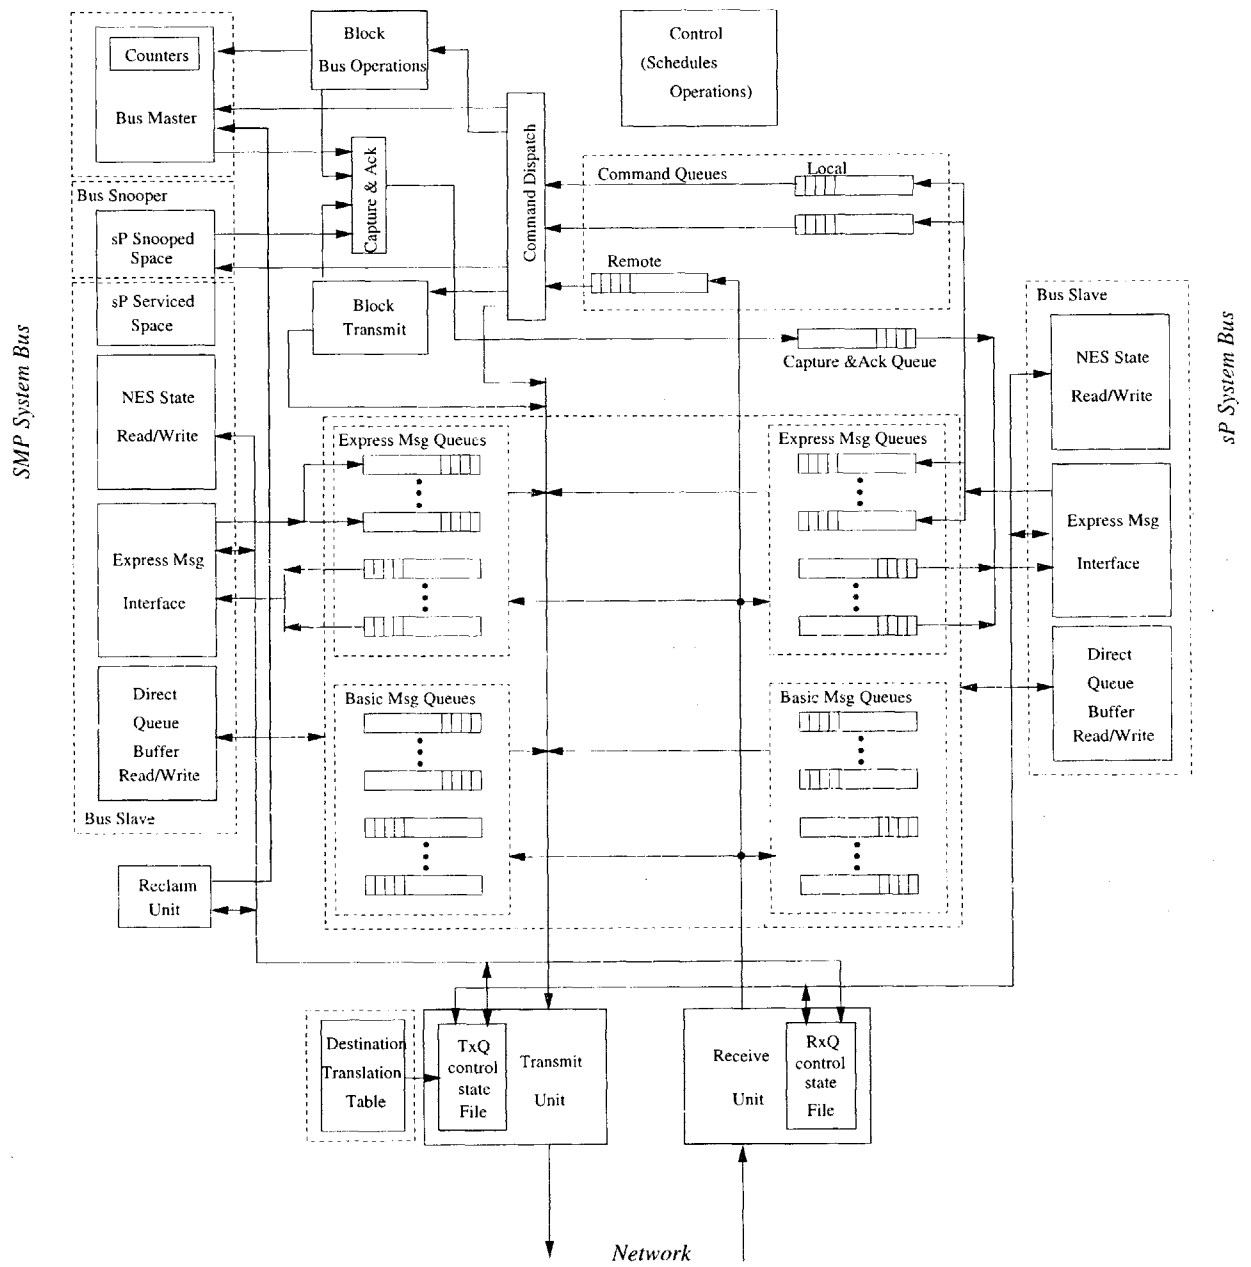 Counters
Bus Master
Block
Bus Operations
Control
(Schedules
Operations)
Command Queues
Local
Remote
Command Dispatch
Capture & Ack
Bus Snooper
sP Snooped
Space
sP Serviced
Space
Block
Transmit
Capture &Ack Queue
SMP System Bus
NES State
Read/Write
Express Msg
Interface
Direct
Queue
Buffer
Read/Write
Bus Slave
Reclaim
Unit
Express Msg Queues
Basic Msg Queues
Express Msg Queues
Basic Msg Queues
Bus Slave
NES State
Read/Write
Express Msg
Interface
Direct
Queue
Buffer
Read/Write
sP System Bus
Destination
Translation
Table
TxQ
control
state
File
Transmit
Unit
Receive
Unit
RxQ
control
state
File
Network